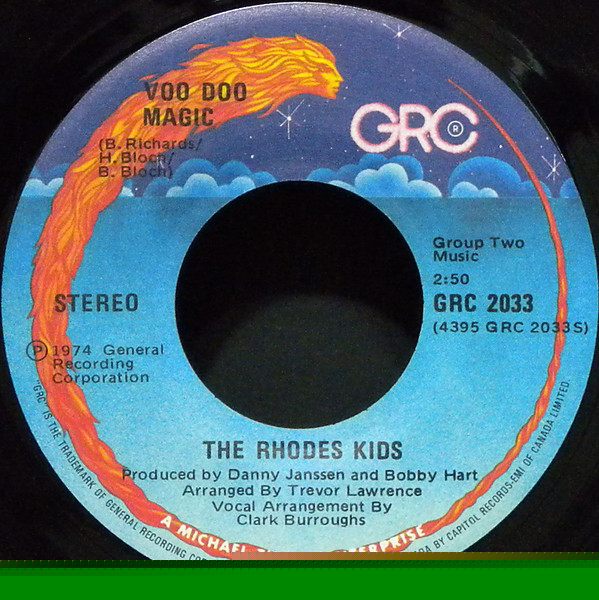 VOO DOO
MAGIC
(B. Richards/
H. Bloch/
B. Bloch)
GRC ®
Group Two
Music
2:50
STEREO
GRC 2033
(4395 GRC 2033S)
℗ 1974 General
Recording
Corporation
THE RHODES KIDS
Produced by Danny Janssen and Bobby Hart
Arranged By Trevor Lawrence
Vocal Arrangement By
Clark Burroughs
"GRC" IS THE TRADEMARK OF GENERAL RECORDING
BY CAPITOL RECORDS-EMI OF CANADA LIMITED.
A MICHAEL